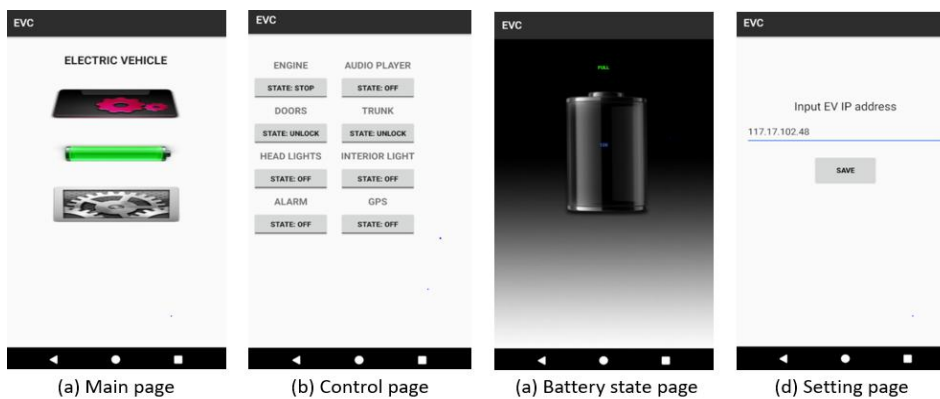 EVC
ELECTRIC VEHICLE
(a) Main page
EVC
ENGINE AUDIO PLAYER
STATE: STOP STATE: OFF
DOORS TRUNK
STATE: UNLOCK STATE: UNLOCK
HEAD LIGHTS INTERIOR LIGHT
STATE: OFF STATE: OFF
ALARM GPS
STATE: OFF STATE: OFF
(b) Control page
EVC
FULL
(a) Battery state page
EVC
Input EV IP address
117.17.102.48
SAVE
(d) Setting page